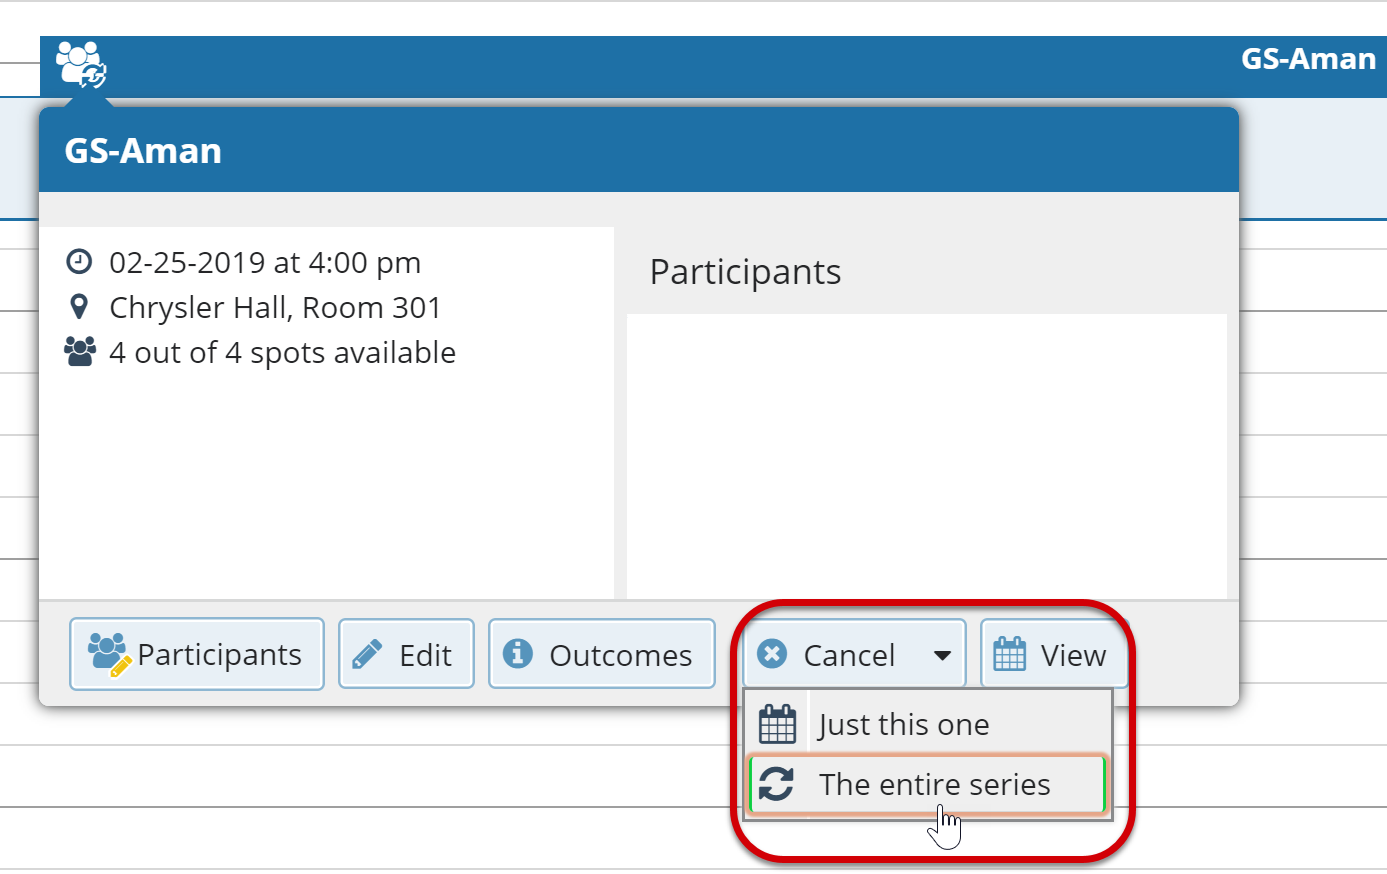 GS-Aman
GS-Aman
02-25-2019 at 4:00 pm
Chrysler Hall, Room 301
4 out of 4 spots available
Participants
Participants
Edit
Outcomes
Cancel
View
Just this one
The entire series